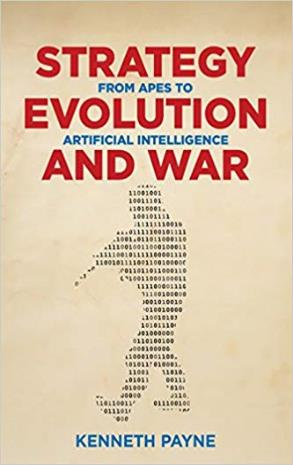 STRATEGY
FROM APES TO
EVOLUTION
ARTIFICIAL INTELLIGENCE
AND WAR
KENNETH PAYNE